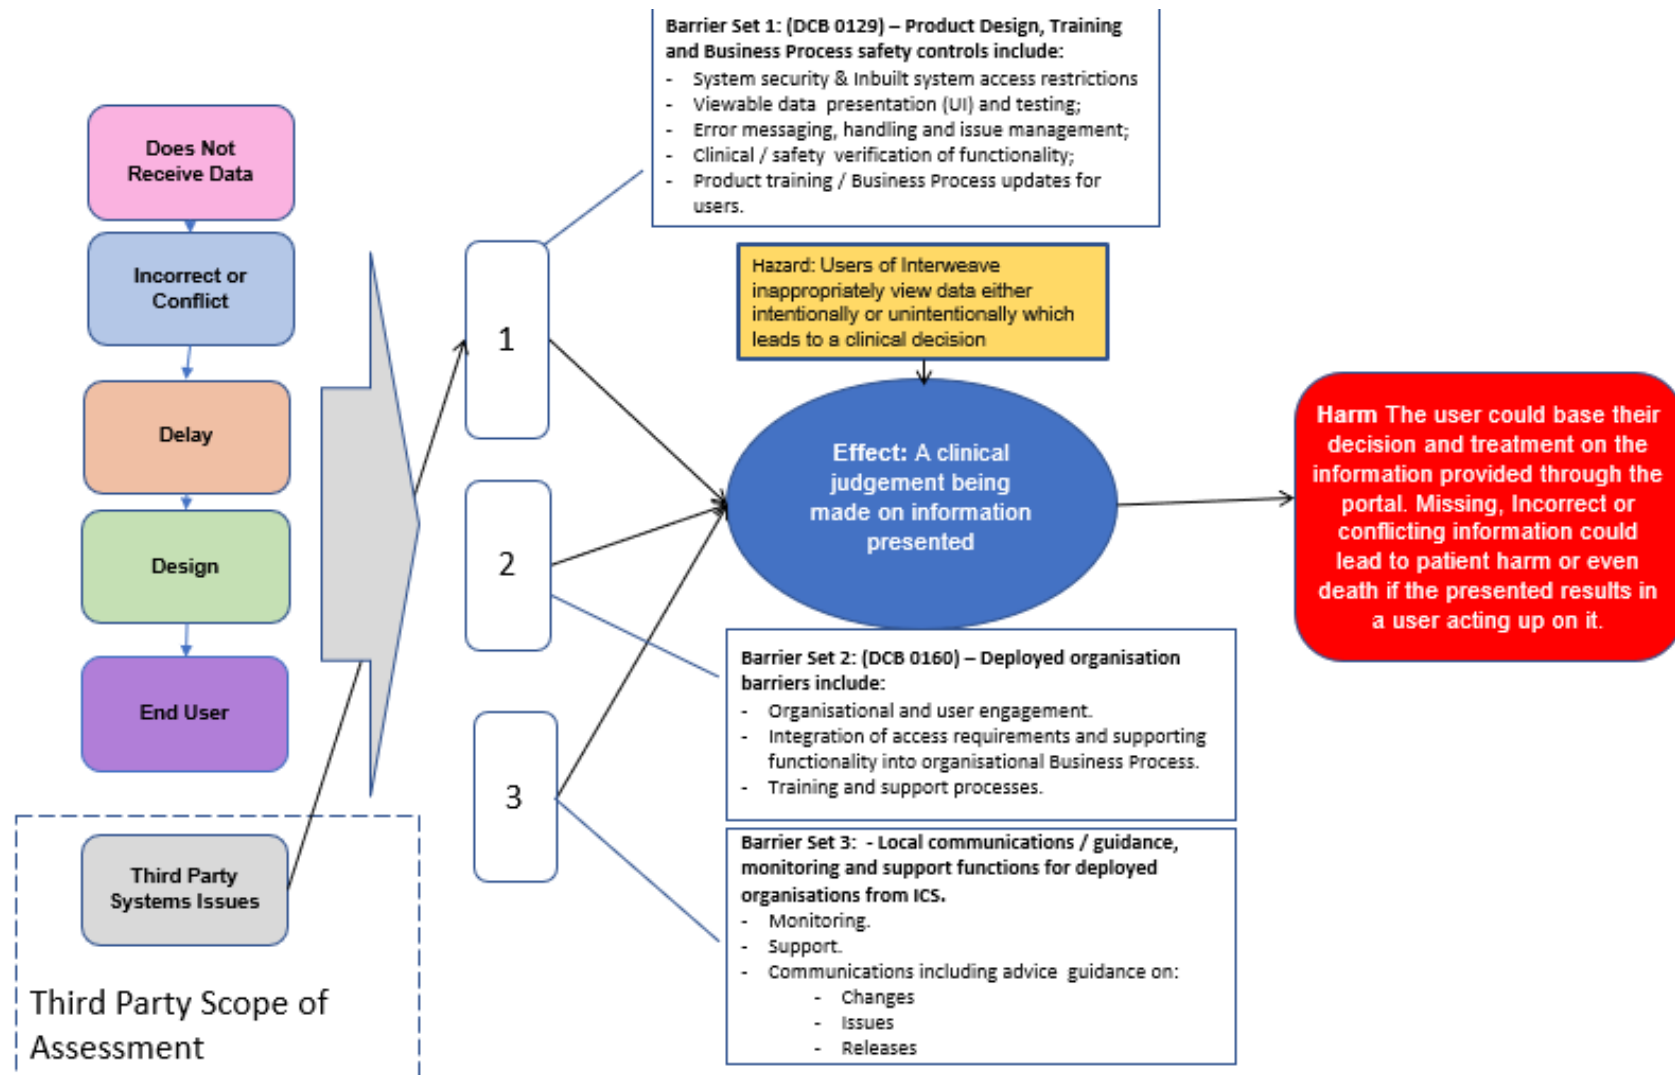 Barrier Set 1: (DCB 0129) – Product Design, Training
and Business Process safety controls include:
- System security & Inbuilt system access restrictions
- Viewable data presentation (UI) and testing;
- Error messaging, handling and issue management;
- Clinical / safety verification of functionality;
- Product training / Business Process updates for
users.
Does Not
Receive Data
Incorrect or
Conflict
Delay
Design
End User
Third Party
Systems Issues
Third Party Scope of
Assessment
1
2
3
Hazard: Users of Interweave
inappropriately view data either
intentionally or unintentionally which
leads to a clinical decision
Effect: A clinical
judgement being
made on information
presented
Harm The user could base their
decision and treatment on the
information provided through the
portal. Missing, Incorrect or
conflicting information could
lead to patient harm or even
death if the presented results in
a user acting up on it.
Barrier Set 2: (DCB 0160) – Deployed organisation
barriers include:
- Organisational and user engagement.
- Integration of access requirements and supporting
functionality into organisational Business Process.
- Training and support processes.
Barrier Set 3: - Local communications / guidance,
monitoring and support functions for deployed
organisations from ICS.
- Monitoring.
- Support.
- Communications including advice guidance on:
- Changes
- Issues
- Releases